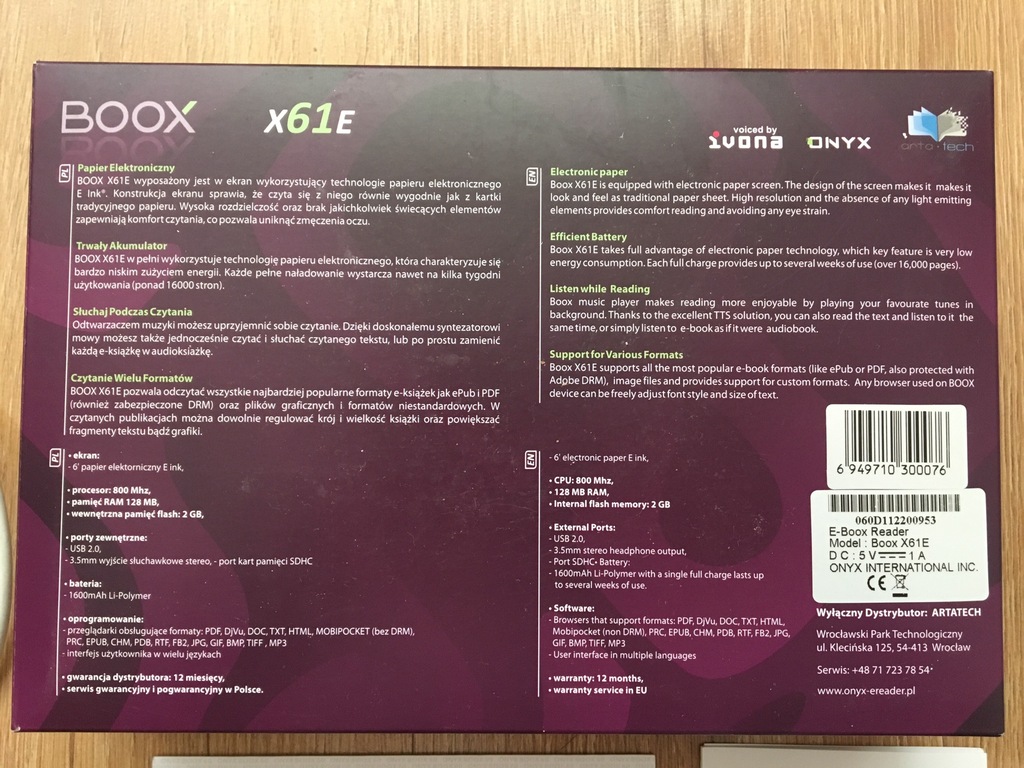 BOOX X61E
voiced by
ivona ONYX arta·tech
PL
Papier Elektroniczny
BOOX X61E wyposażony jest w ekran wykorzystujący technologie papieru elektronicznego
E Ink®. Konstrukcja ekranu sprawia, że czyta się z niego równie wygodnie jak z kartki
tradycyjnego papieru. Wysoka rozdzielczość oraz brak jakichkolwiek świecących elementów
zapewniają komfort czytania, co pozwala uniknąć zmęczenia oczu.
Trwały Akumulator
BOOX X61E w pełni wykorzystuje technologię papieru elektronicznego, która charakteryzuje się
bardzo niskim zużyciem energii. Każde pełne naładowanie wystarcza nawet na kilka tygodni
użytkowania (ponad 16000 stron).
Słuchaj Podczas Czytania
Odtwarzaczem muzyki możesz uprzyjemnić sobie czytanie. Dzięki doskonałemu syntezatorowi
mowy możesz także jednocześnie czytać i słuchać czytanego tekstu, lub po prostu zamienić
każdą e-książkę w audioksiażkę.
Czytanie Wielu Formatów
BOOX X61E pozwala odczytać wszystkie najbardziej popularne formaty e-książek jak ePub i PDF
(również zabezpieczone DRM) oraz plików graficznych i formatów niestandardowych. W
czytanych publikacjach można dowolnie regulować krój i wielkość książki oraz powiększać
fragmenty tekstu bądź grafiki.
EN
Electronic paper
Boox X61E is equipped with electronic paper screen. The design of the screen makes it makes it
look and feel as traditional paper sheet. High resolution and the absence of any light emitting
elements provides comfort reading and avoiding any eye strain.
Efficient Battery
Boox X61E takes full advantage of electronic paper technology, which key feature is very low
energy consumption. Each full charge provides up to several weeks of use (over 16,000 pages).
Listen while Reading
Boox music player makes reading more enjoyable by playing your favourate tunes in
background. Thanks to the excellent TTS solution, you can also read the text and listen to it the
same time, or simply listen to e-book as if it were audiobook.
Support for Various Formats
Boox X61E supports all the most popular e-book formats (like ePub or PDF, also protected with
Adpbe DRM), image files and provides support for custom formats. Any browser used on BOOX
device can be freely adjust font style and size of text.
PL
• ekran:
- 6' papier elektorniczny E ink,
• procesor: 800 Mhz,
• pamięć RAM 128 MB,
• wewnętrzna pamięć flash: 2 GB,
• porty zewnętrzne:
- USB 2.0,
- 3.5mm wyjście słuchawkowe stereo, - port kart pamięci SDHC
• bateria:
- 1600mAh Li-Polymer
• oprogramowanie:
- przeglądarki obsługujące formaty: PDF, DjVu, DOC, TXT, HTML, MOBIPOCKET (bez DRM),
PRC, EPUB, CHM, PDB, RTF, FB2, JPG, GIF, BMP, TIFF , MP3
- interfejs użytkownika w wielu językach
• gwarancja dystrybutora: 12 miesięcy,
• serwis gwarancyjny i pogwarancyjny w Polsce.
EN
- 6' electronic paper E ink,
• CPU: 800 Mhz,
• 128 MB RAM,
• Internal flash memory: 2 GB
• External Ports:
- USB 2.0,
- 3.5mm stereo headphone output,
- Port SDHC• Battery:
- 1600mAh Li-Polymer with a single full charge lasts up
to several weeks of use.
• Software:
- Browsers that support formats: PDF, DjVu, DOC, TXT, HTML,
Mobipocket (non DRM), PRC, EPUB, CHM, PDB, RTF, FB2, JPG,
GIF, BMP, TIFF, MP3
- User interface in multiple languages
• warranty: 12 months,
• warranty service in EU
6 949710 300076
060D112200953
E-Boox Reader
Model : Boox X61E
D C : 5 V 1 A
ONYX INTERNATIONAL INC.
CE
Wyłączny Dystrybutor: ARTATECH
Wrocławski Park Technologiczny
ul. Klecińska 125, 54-413 Wrocław
Serwis: +48 71 723 78 54
www.onyx-ereader.pl